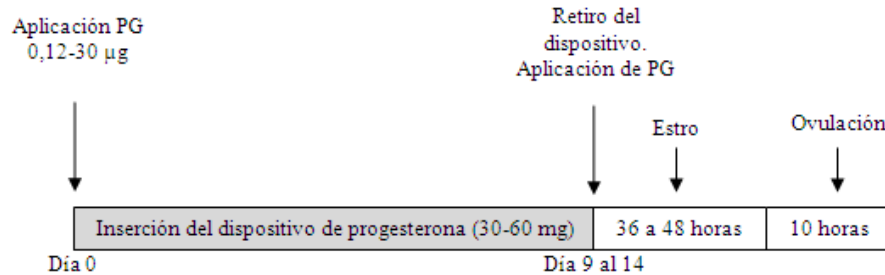 Aplicación PG
0,12-30 µg
Retiro del
dispositivo.
Aplicación de PG
Estro
Ovulación
Inserción del dispositivo de progesterona (30-60 mg)
36 a 48 horas
10 horas
Día 0
Día 9 al 14